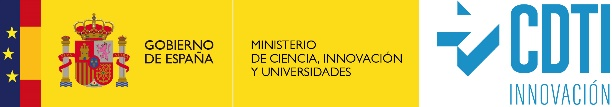 GOBIERNO
DE ESPAÑA
MINISTERIO
DE CIENCIA, INNOVACIÓN
Y UNIVERSIDADES
CDTI
INNOVACIÓN